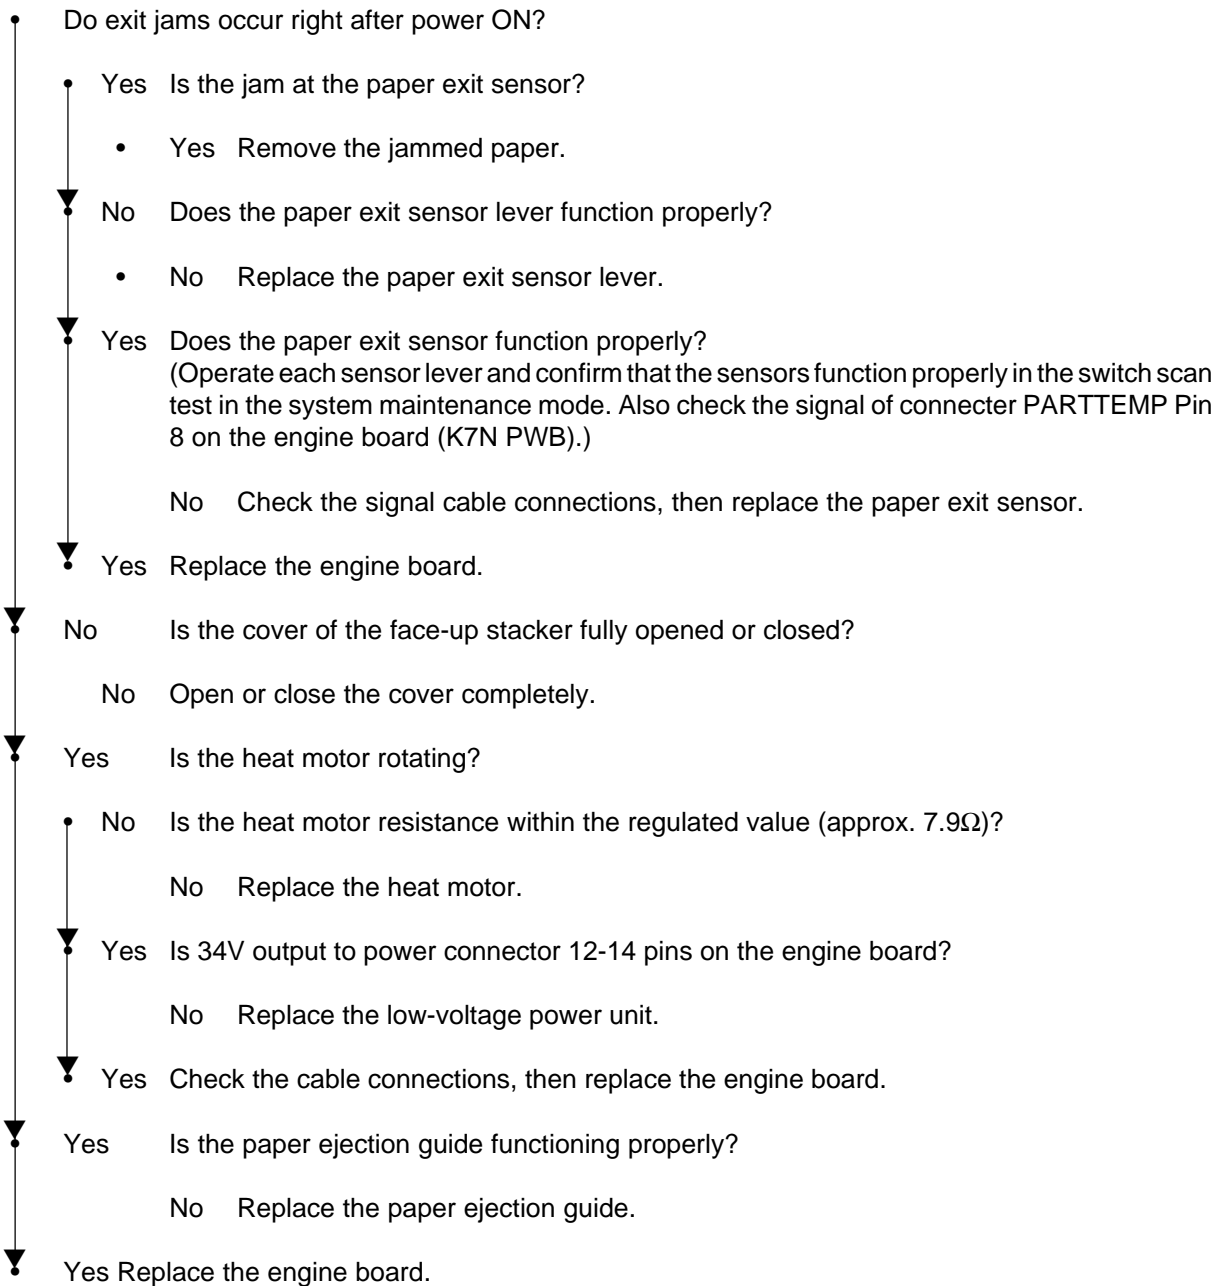 Do exit jams occur right after power ON?
• Yes Is the jam at the paper exit sensor?
• Yes Remove the jammed paper.
No Does the paper exit sensor lever function properly?
• No Replace the paper exit sensor lever.
Yes Does the paper exit sensor function properly?
(Operate each sensor lever and confirm that the sensors function properly in the switch scan
test in the system maintenance mode. Also check the signal of connecter PARTTEMP Pin
8 on the engine board (K7N PWB).)
No Check the signal cable connections, then replace the paper exit sensor.
Yes Replace the engine board.
No Is the cover of the face-up stacker fully opened or closed?
No Open or close the cover completely.
Yes Is the heat motor rotating?
• No Is the heat motor resistance within the regulated value (approx. 7.9Ω)?
No Replace the heat motor.
Yes Is 34V output to power connector 12-14 pins on the engine board?
No Replace the low-voltage power unit.
Yes Check the cable connections, then replace the engine board.
Yes Is the paper ejection guide functioning properly?
No Replace the paper ejection guide.
Yes Replace the engine board.